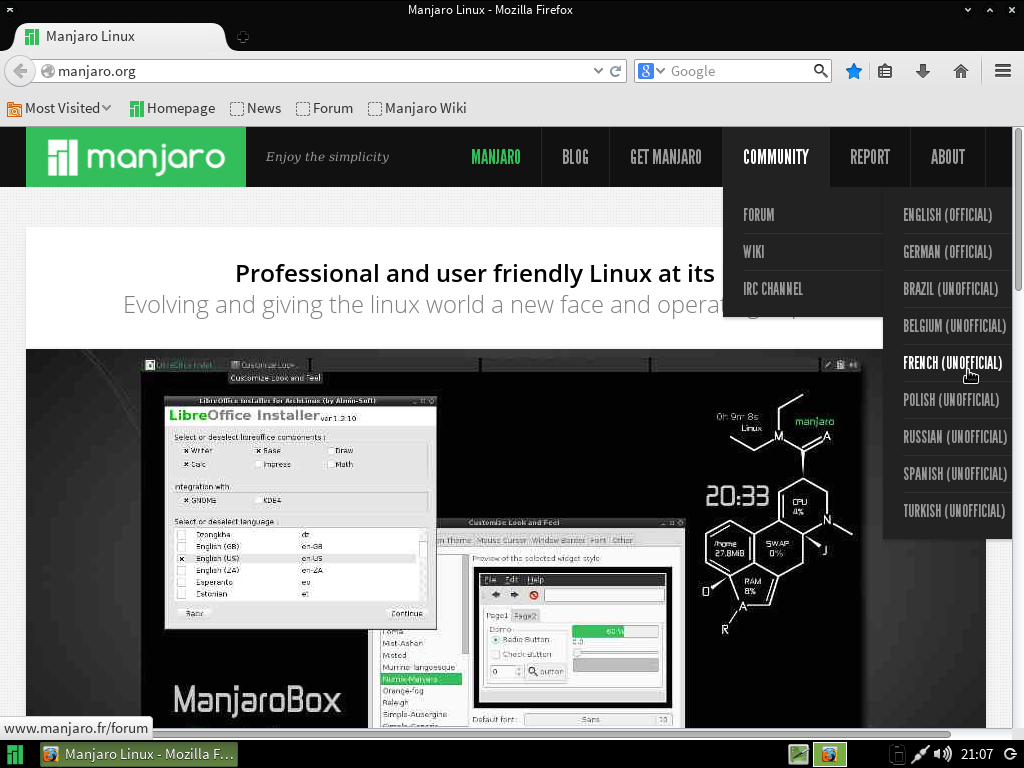 Manjaro Linux - Mozilla Firefox
Manjaro Linux
manjaro.org
Google
Most Visited Homepage News Forum Manjaro Wiki
manjaro Enjoy the simplicity MANJARO BLOG GET MANJARO COMMUNITY REPORT ABOUT
FORUM ENGLISH (OFFICIAL)
WIKI GERMAN (OFFICIAL)
IRC CHANNEL BRAZIL (UNOFFICIAL)
BELGIUM (UNOFFICIAL)
FRENCH (UNOFFICIAL)
POLISH (UNOFFICIAL)
RUSSIAN (UNOFFICIAL)
SPANISH (UNOFFICIAL)
TURKISH (UNOFFICIAL)
Professional and user friendly Linux at its
Evolving and giving the linux world a new face and
LibreOffice Instal.. Customize Look...
Customize Look and Feel
LibreOffice Installer for ArchLinux (by Almin-Soft)
LibreOffice Installer ver 1.3.10
Select or deselect libreoffice components :
Writer Base Draw
Calc Impress Math
Integration with
GNOME KDE4
Select or deselect language :
Dzongkha dz
English (GB) en-GB
English (US) en-US
English (ZA) en-ZA
Esperanto eo
Estonian et
Back Continue
Customize Look and Feel
Theme Mouse Cursor Window Border Font Other
Preview of the selected widget style
File Edit Help
Page1 Page2
Demo
Radio Button
60 %
Check Button
0 button
Mist-Ashen
Misted
Murrina-langoesque
Numix-Manjaro
Orange-fog
Raleigh
Simple-Aubergine
Default font : Sans 10
0h 9m 8s
Linux M manjaro A
20:33
CPU
4%
N
/home
27.8MiB
SWAP
0%
J
O
RAM
8%
A
R
ManjaroBox
www.manjaro.fr/forum
Manjaro Linux - Mozilla F...
21:07